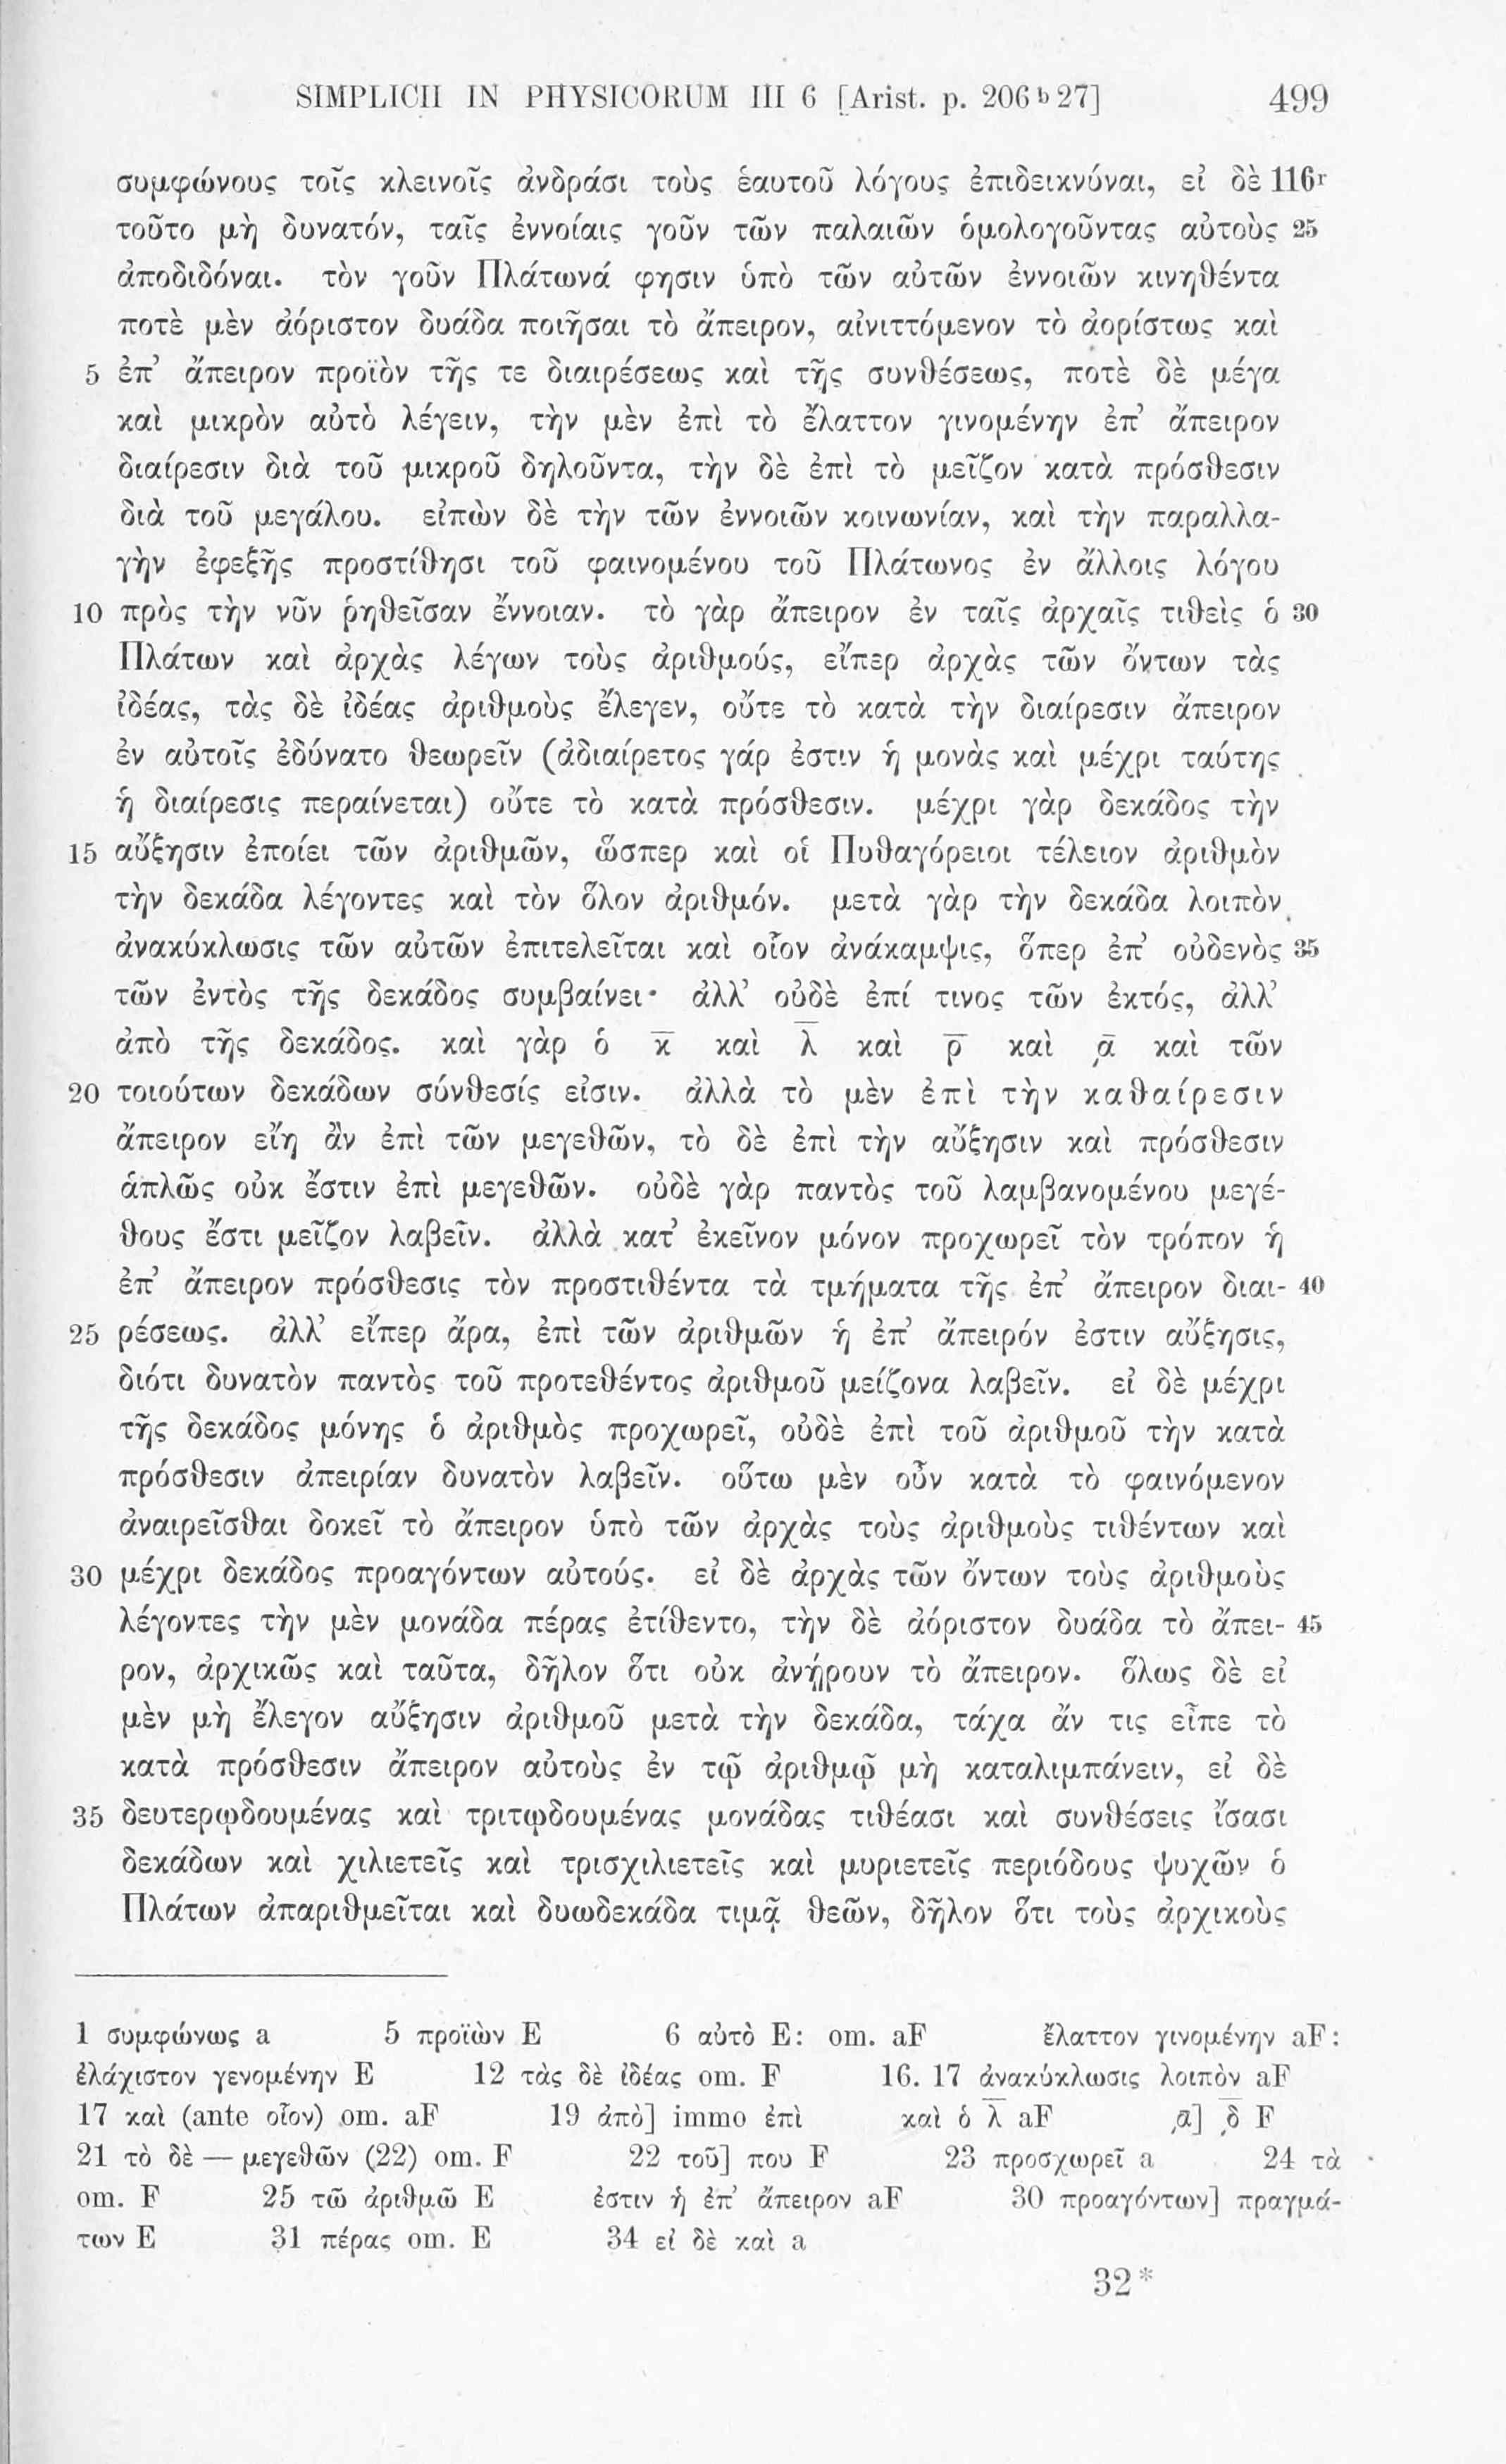 SIMPLICII IN PHYSICORUM III 6 [Arist. p. 206 b 27] 499
συμφώνους τοῖς κλεινοῖς ἀνδράσι τοὺς ἑαυτοῦ λόγους ἐπιδεικνύναι, εἰ δὲ 116r
τοῦτο μὴ δυνατόν, ταῖς ἐννοίαις γοῦν τῶν παλαιῶν ὁμολογοῦντας αὐτοὺς 25
ἀποδιδόναι. τὸν γοῦν Πλάτωνά φησιν ὑπὸ τῶν αὐτῶν ἐννοιῶν κινηθέντα
ποτὲ μὲν ἀόριστον δυάδα ποιῆσαι τὸ ἄπειρον, αἰνιττόμενον τὸ ἀορίστως καὶ
5 ἐπ’ ἄπειρον προϊὸν τῆς τε διαιρέσεως καὶ τῆς συνθέσεως, ποτὲ δὲ μέγα
καὶ μικρὸν αὐτὸ λέγειν, τὴν μὲν ἐπὶ τὸ ἔλαττον γινομένην ἐπ’ ἄπειρον
διαίρεσιν διὰ τοῦ μικροῦ δηλοῦντα, τὴν δὲ ἐπὶ τὸ μεῖζον κατὰ πρόσθεσιν
διὰ τοῦ μεγάλου. εἰπὼν δὲ τὴν τῶν ἐννοιῶν κοινωνίαν, καὶ τὴν παραλλα-
γὴν ἐφεξῆς προστίθησι τοῦ φαινομένου τοῦ Πλάτωνος ἐν ἄλλοις λόγου
10 πρὸς τὴν νῦν ῥηθεῖσαν ἔννοιαν. τὸ γὰρ ἄπειρον ἐν ταῖς ἀρχαῖς τιθεὶς ὁ 30
Πλάτων καὶ ἀρχὰς λέγων τοὺς ἀριθμούς, εἴπερ ἀρχὰς τῶν ὄντων τὰς
ἰδέας, τὰς δὲ ἰδέας ἀριθμοὺς ἔλεγεν, οὔτε τὸ κατὰ τὴν διαίρεσιν ἄπειρον
ἐν αὐτοῖς ἐδύνατο θεωρεῖν (ἀδιαίρετος γάρ ἐστιν ἡ μονὰς καὶ μέχρι ταύτης
ἡ διαίρεσις περαίνεται) οὔτε τὸ κατὰ πρόσθεσιν. μέχρι γὰρ δεκάδος τὴν
15 αὔξησιν ἐποίει τῶν ἀριθμῶν, ὥσπερ καὶ οἱ Πυθαγόρειοι τέλειον ἀριθμὸν
τὴν δεκάδα λέγοντες καὶ τὸν ὅλον ἀριθμόν. μετὰ γὰρ τὴν δεκάδα λοιπὸν
ἀνακύκλωσις τῶν αὐτῶν ἐπιτελεῖται καὶ οἷον ἀνάκαμψις, ὅπερ ἐπ’ οὐδενὸς 35
τῶν ἐντὸς τῆς δεκάδος συμβαίνει· ἀλλ’ οὐδὲ ἐπί τινος τῶν ἐκτός, ἀλλ’
ἀπὸ τῆς δεκάδος. καὶ γὰρ ὁ κ̅ καὶ λ̅ καὶ ρ̅ καὶ ͵α̅ καὶ τῶν
20 τοιούτων δεκάδων σύνθεσίς εἰσιν. ἀλλὰ τὸ μὲν ἐπὶ τὴν καθαίρεσιν
ἄπειρον εἴη ἂν ἐπὶ τῶν μεγεθῶν, τὸ δὲ ἐπὶ τὴν αὔξησιν καὶ πρόσθεσιν
ἁπλῶς οὐκ ἔστιν ἐπὶ μεγεθῶν. οὐδὲ γὰρ παντὸς τοῦ λαμβανομένου μεγέ-
θους ἔστι μεῖζον λαβεῖν. ἀλλὰ κατ’ ἐκεῖνον μόνον προχωρεῖ τὸν τρόπον ἡ
ἐπ’ ἄπειρον πρόσθεσις τὸν προστιθέντα τὰ τμήματα τῆς ἐπ’ ἄπειρον διαι- 40
25 ρέσεως. ἀλλ’ εἴπερ ἄρα, ἐπὶ τῶν ἀριθμῶν ἡ ἐπ’ ἄπειρόν ἐστιν αὔξησις,
διότι δυνατὸν παντὸς τοῦ προτεθέντος ἀριθμοῦ μείζονα λαβεῖν. εἰ δὲ μέχρι
τῆς δεκάδος μόνης ὁ ἀριθμὸς προχωρεῖ, οὐδὲ ἐπὶ τοῦ ἀριθμοῦ τὴν κατὰ
πρόσθεσιν ἀπειρίαν δυνατὸν λαβεῖν. οὕτω μὲν οὖν κατὰ τὸ φαινόμενον
ἀναιρεῖσθαι δοκεῖ τὸ ἄπειρον ὑπὸ τῶν ἀρχὰς τοὺς ἀριθμοὺς τιθέντων καὶ
30 μέχρι δεκάδος προαγόντων αὐτούς. εἰ δὲ ἀρχὰς τῶν ὄντων τοὺς ἀριθμοὺς
λέγοντες τὴν μὲν μονάδα πέρας ἐτίθεντο, τὴν δὲ ἀόριστον δυάδα τὸ ἄπει- 45
ρον, ἀρχικῶς καὶ ταῦτα, δῆλον ὅτι οὐκ ἀνῄρουν τὸ ἄπειρον. ὅλως δὲ εἰ
μὲν μὴ ἔλεγον αὔξησιν ἀριθμοῦ μετὰ τὴν δεκάδα, τάχα ἄν τις εἶπε τὸ
κατὰ πρόσθεσιν ἄπειρον αὐτοὺς ἐν τῷ ἀριθμῷ μὴ καταλιμπάνειν, εἰ δὲ
35 δευτερῳδουμένας καὶ τριτῳδουμένας μονάδας τιθέασι καὶ συνθέσεις ἴσασι
δεκάδων καὶ χιλιετεῖς καὶ τρισχιλιετεῖς καὶ μυριετεῖς περιόδους ψυχῶν ὁ
Πλάτων ἀπαριθμεῖται καὶ δυωδεκάδα τιμᾷ θεῶν, δῆλον ὅτι τοὺς ἀρχικοὺς
1 συμφώνως a 5 προϊὼν E 6 αὐτὸ E: om. aF ἔλαττον γινομένην aF:
ἐλάχιστον γενομένην E 12 τὰς δὲ ἰδέας om. F 16. 17 ἀνακύκλωσις λοιπὸν aF
17 καὶ (ante οἷον) om. aF 19 ἀπὸ] immo ἐπὶ καὶ ὁ λ̅ aF ͵α̅] ͵δ̅ F
21 τὸ δὲ — μεγεθῶν (22) om. F 22 τοῦ] που F 23 προσχωρεῖ a 24 τὰ
om. F 25 τῶ ἀριθμῶ E ἐστιν ἡ ἐπ’ ἄπειρον aF 30 προαγόντων] πραγμά-
των E 31 πέρας om. E 34 εἰ δὲ καὶ a
32*